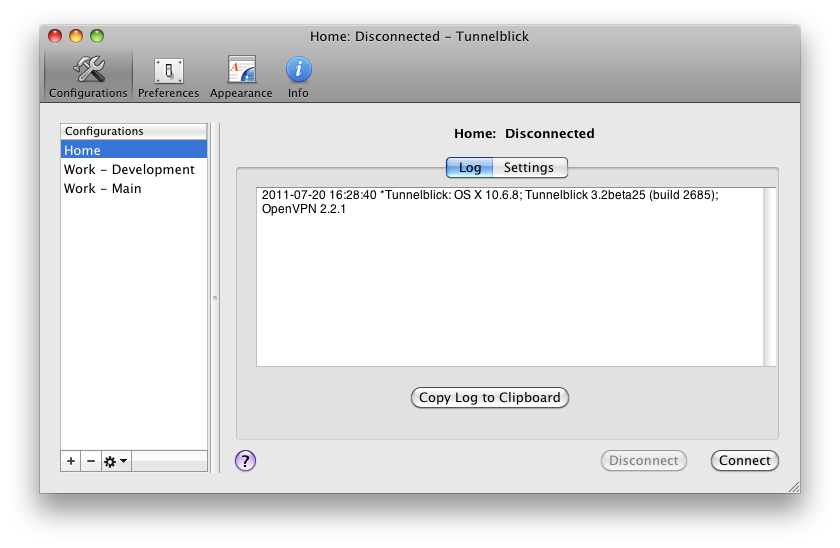 Home: Disconnected – Tunnelblick
Configurations Preferences Appearance Info
Configurations
Home
Work – Development
Work – Main
Home: Disconnected
Log Settings
2011-07-20 16:28:40 *Tunnelblick: OS X 10.6.8; Tunnelblick 3.2beta25 (build 2685);
OpenVPN 2.2.1
Copy Log to Clipboard
+ − ?
Disconnect Connect